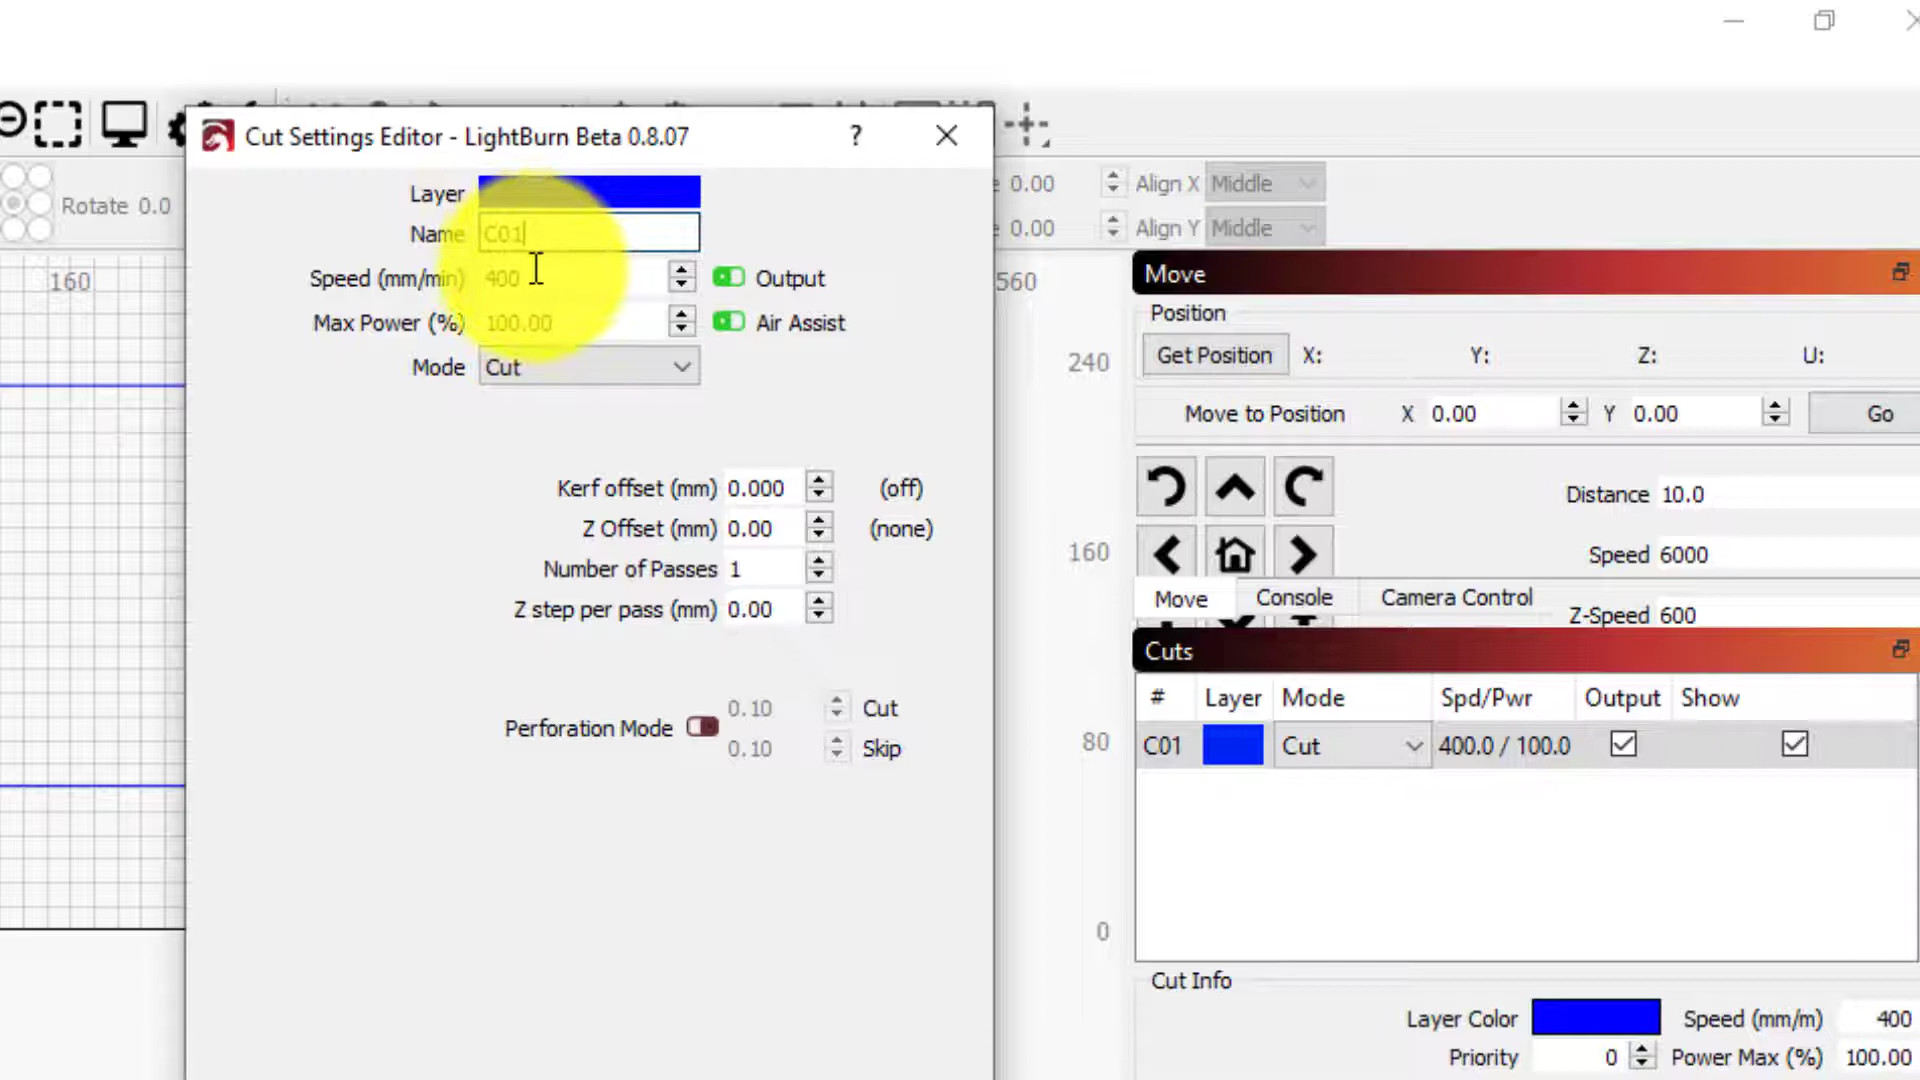 Cut Settings Editor - LightBurn Beta 0.8.07 ?
Layer
Name C01
Speed (mm/min) 400 Output
Max Power (%) 100.00 Air Assist
Mode Cut
Kerf offset (mm) 0.000 (off)
Z Offset (mm) 0.00 (none)
Number of Passes 1
Z step per pass (mm) 0.00
Perforation Mode 0.10 Cut
0.10 Skip
Rotate 0.0
160
0.00 Align X Middle
0.00 Align Y Middle
560
240
160
80
0
Move
Position
Get Position X: Y: Z: U:
Move to Position X 0.00 Y 0.00 Go
Distance 10.0
Speed 6000
Move Console Camera Control
Z-Speed 600
Cuts
# Layer Mode Spd/Pwr Output Show
C01 Cut 400.0 / 100.0
Cut Info
Layer Color Speed (mm/m) 400
Priority 0 Power Max (%) 100.00